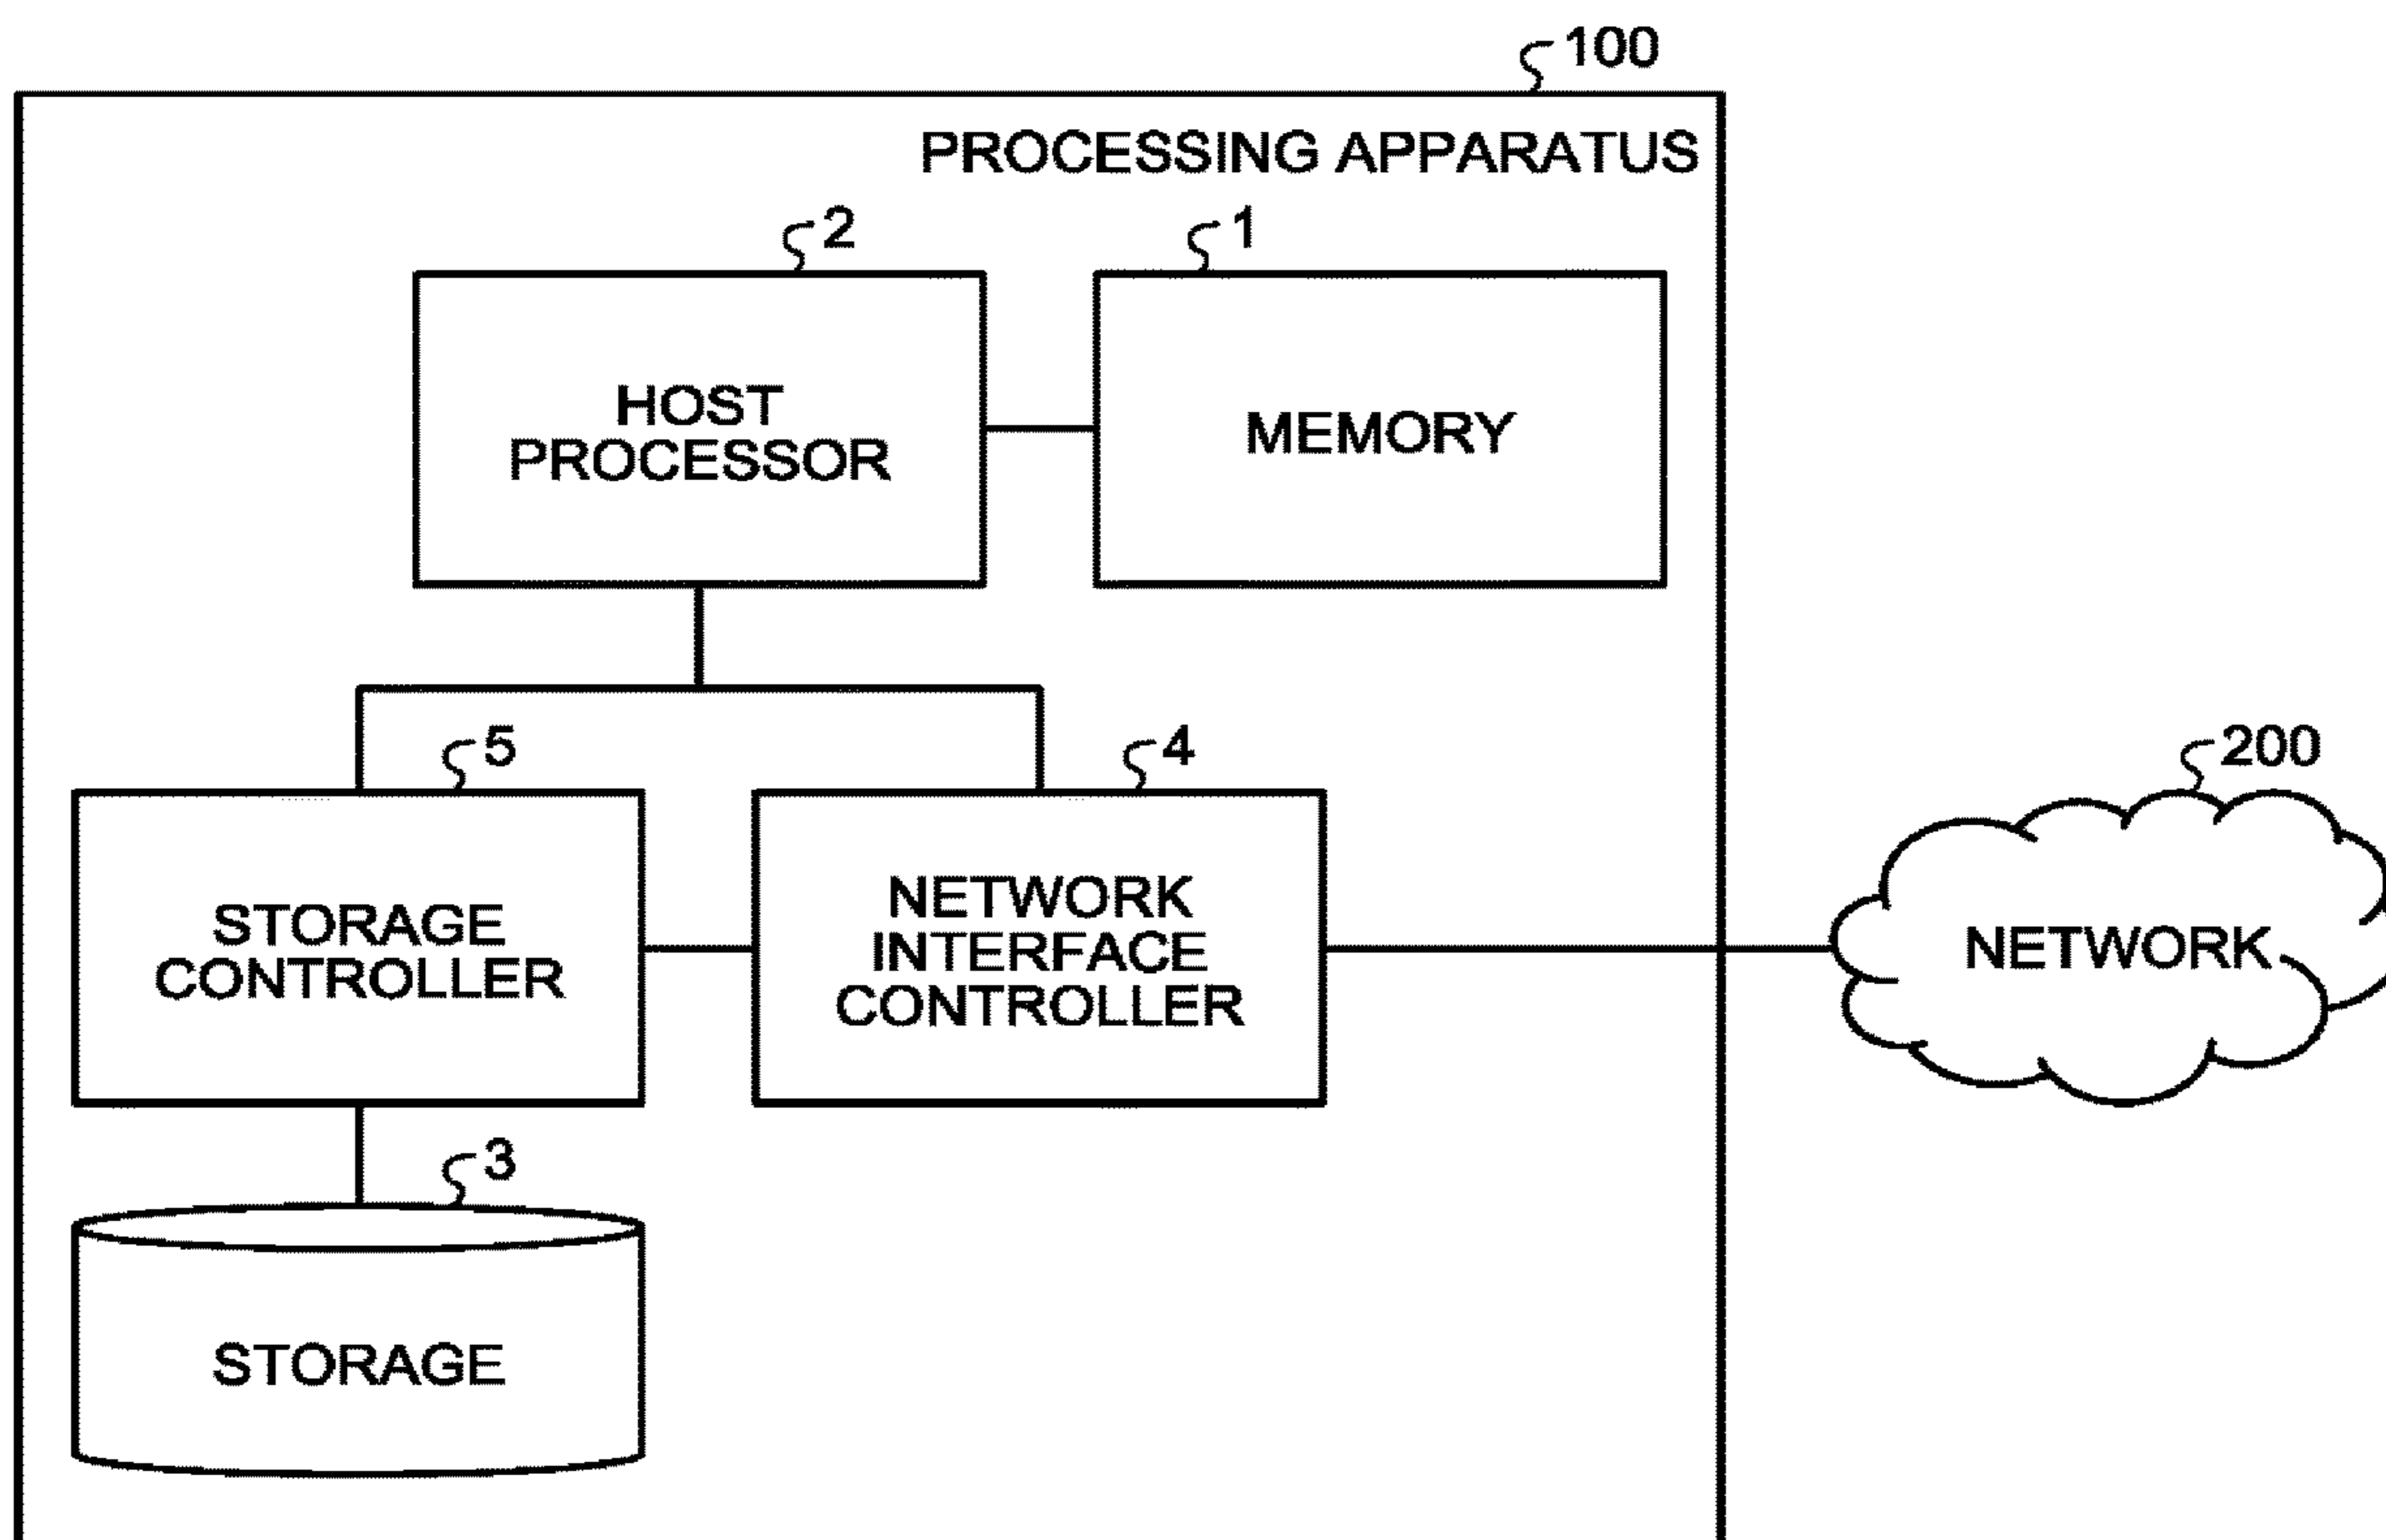 100
PROCESSING APPARATUS
2
1
HOST
PROCESSOR
MEMORY
5
4
200
STORAGE
CONTROLLER
NETWORK
INTERFACE
CONTROLLER
NETWORK
3
STORAGE